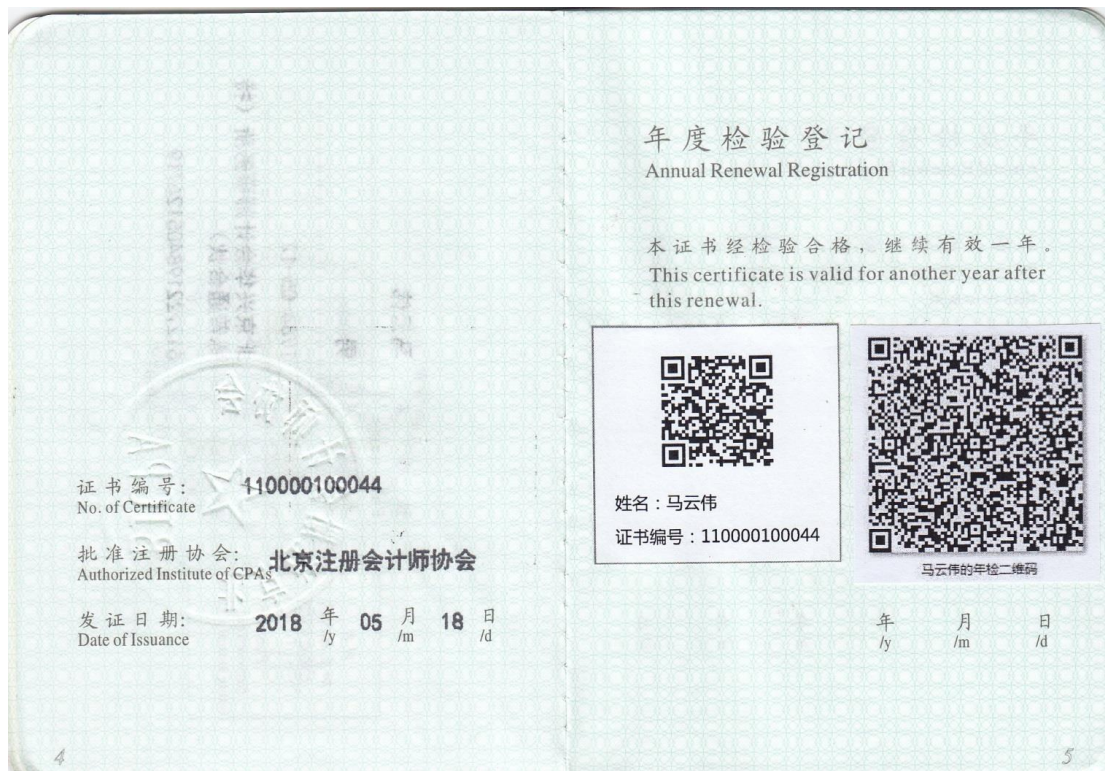 证书编号: 110000100044
No. of Certificate
批准注册协会: 北京注册会计师协会
Authorized Institute of CPAs
发证日期: 2018 年 05 月 18 日
Date of Issuance /y /m /d
4
年度检验登记
Annual Renewal Registration
本证书经检验合格，继续有效一年。
This certificate is valid for another year after
this renewal.
姓名：马云伟
证书编号：110000100044
马云伟的年检二维码
年 月 日
/y /m /d
5